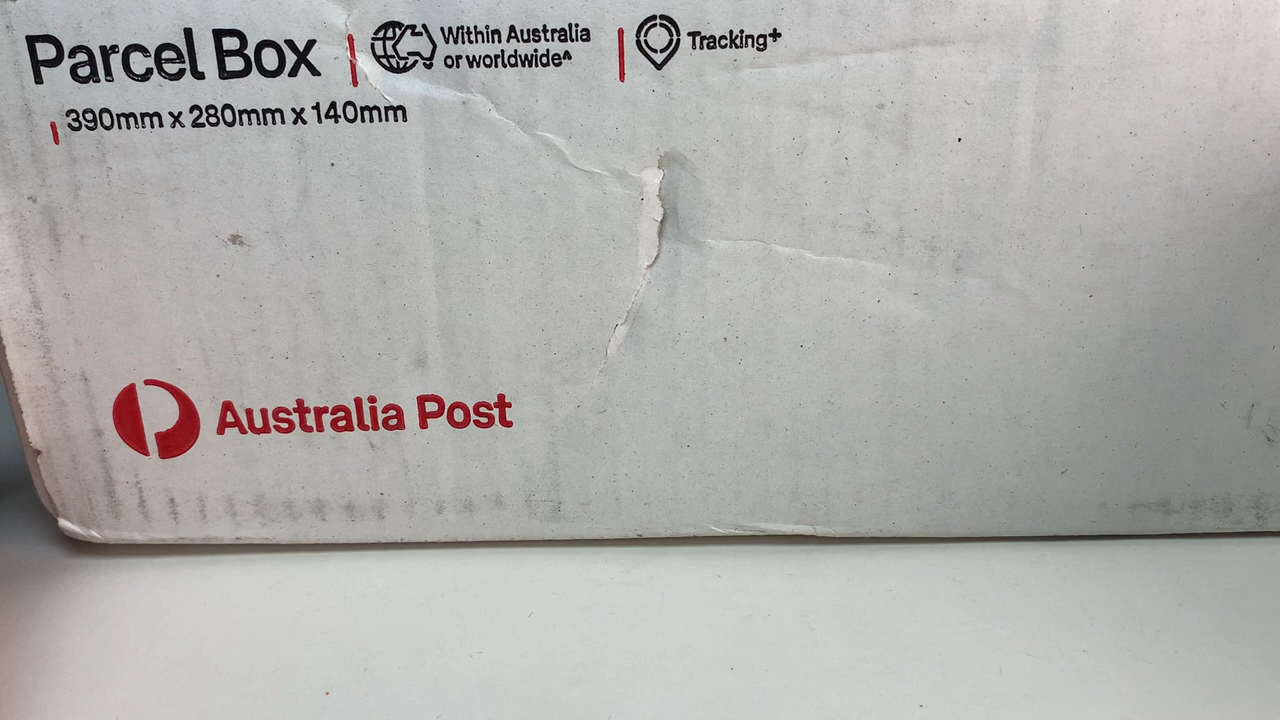 Parcel Box
Within Australia
or worldwide^
Tracking+
390mm x 280mm x 140mm
Australia Post